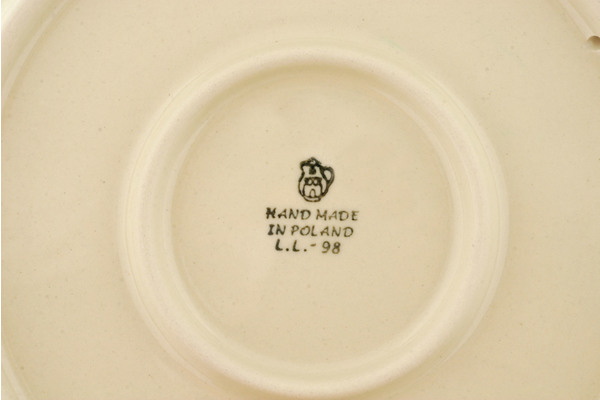 HAND MADE
IN POLAND
L.L.- 98